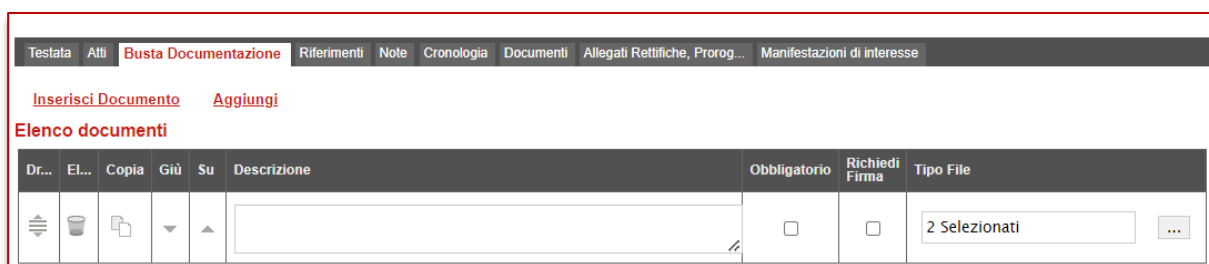 Testata Atti Busta Documentazione Riferimenti Note Cronologia Documenti Allegati Rettifiche, Prorog... Manifestazioni di interesse
Inserisci Documento Aggiungi
Elenco documenti
Dr... El... Copia Giù Su Descrizione Obbligatorio Richiedi Firma Tipo File
2 Selezionati ...